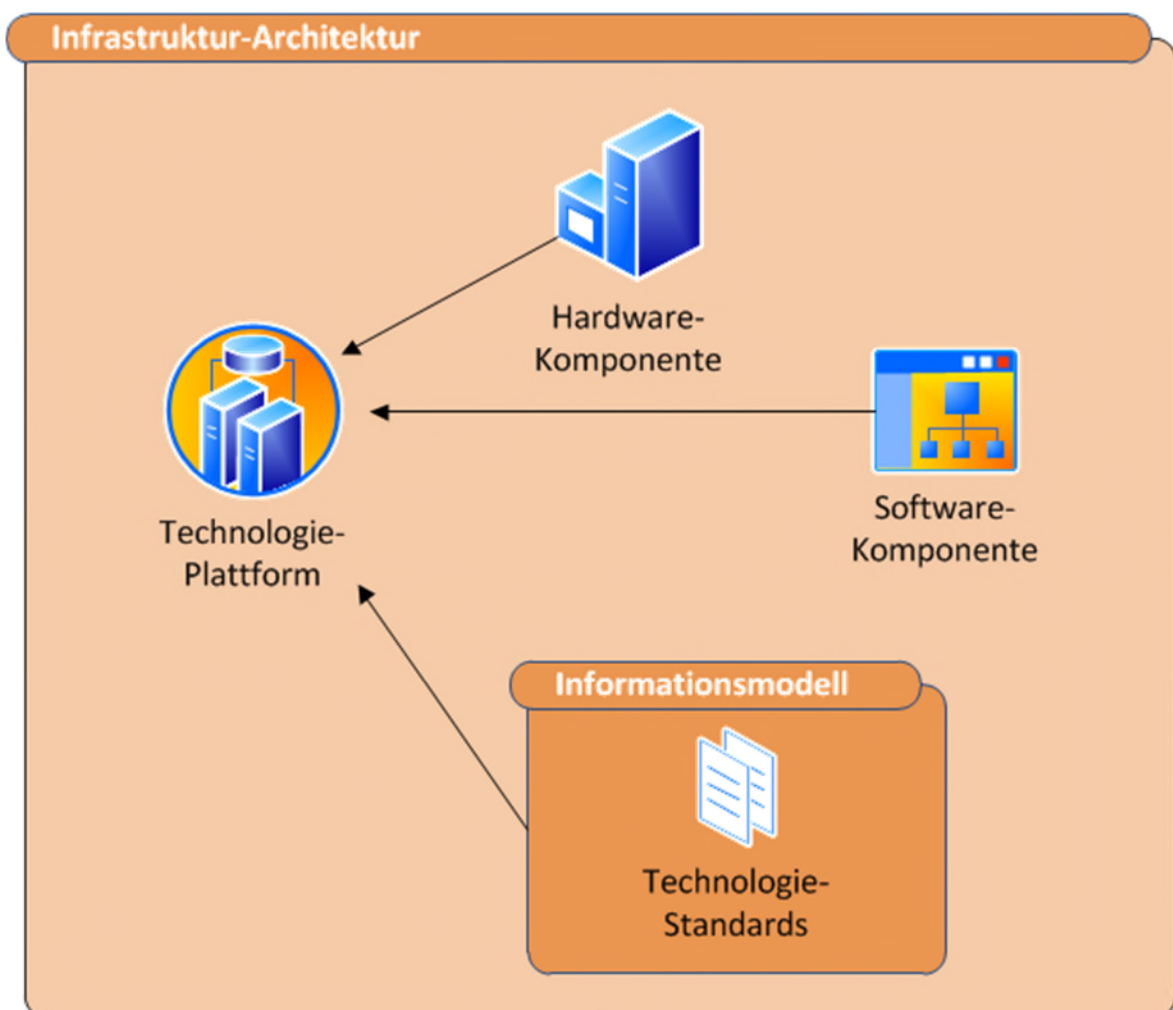 Infrastruktur-Architektur
Hardware-
Komponente
Software-
Komponente
Technologie-
Plattform
Informationsmodell
Technologie-
Standards